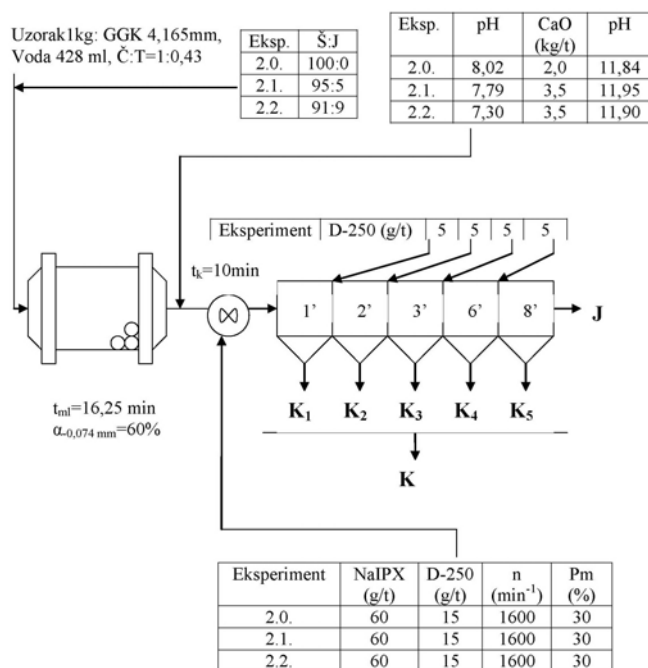 Uzorak1kg: GGK 4,165mm,
Voda 428 ml, Č:T=1:0,43
Eksp. Š:J
2.0. 100:0
2.1. 95:5
2.2. 91:9
Eksp. pH CaO (kg/t) pH
2.0. 8,02 2,0 11,84
2.1. 7,79 3,5 11,95
2.2. 7,30 3,5 11,90
Eksperiment D-250 (g/t) 5 5 5 5
tk=10min
1’ 2’ 3’ 6’ 8’ J
K1 K2 K3 K4 K5
K
tml=16,25 min
α-0,074 mm=60%
Eksperiment NaIPX (g/t) D-250 (g/t) n (min-1) Pm (%)
2.0. 60 15 1600 30
2.1. 60 15 1600 30
2.2. 60 15 1600 30